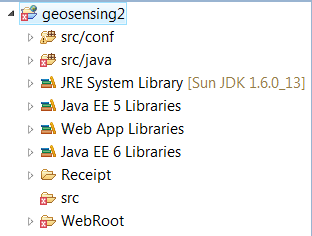 geosensing2
src/conf
src/java
JRE System Library [Sun JDK 1.6.0_13]
Java EE 5 Libraries
Web App Libraries
Java EE 6 Libraries
Receipt
src
WebRoot